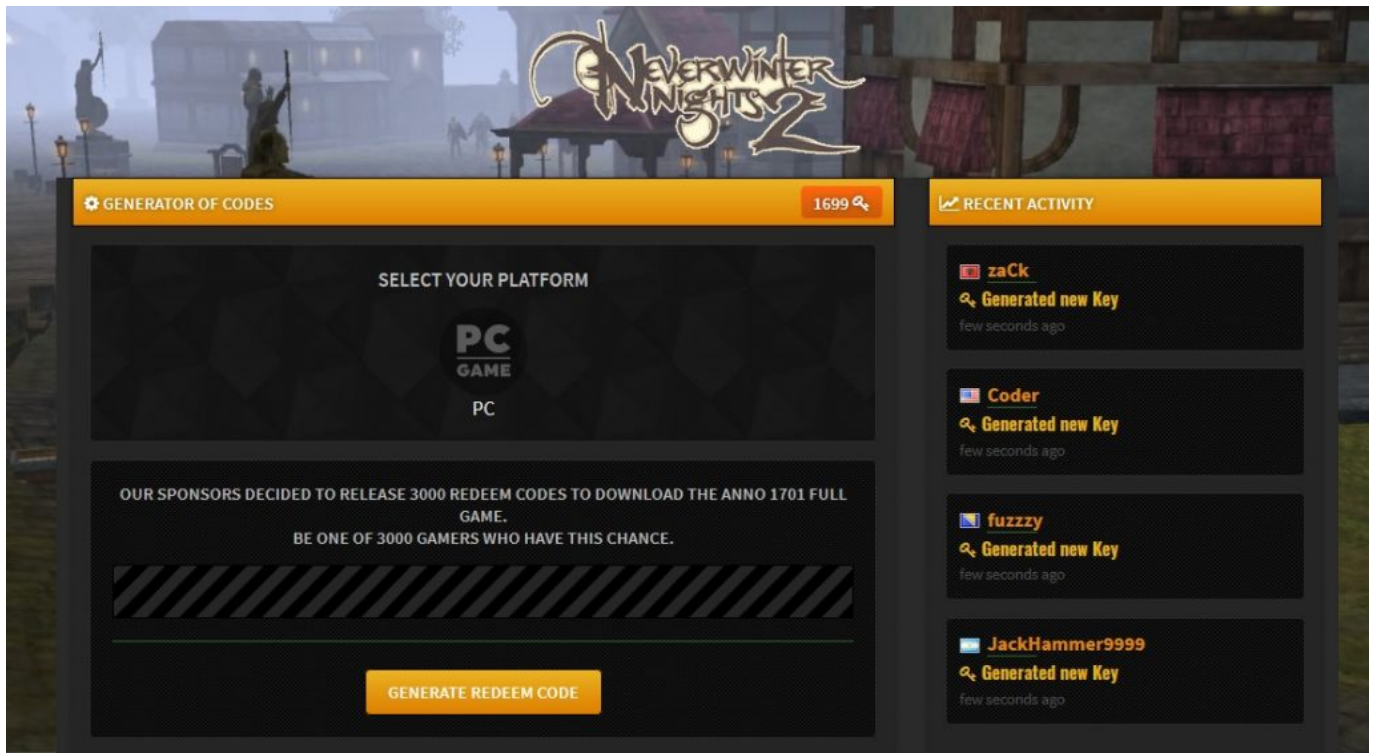 NEVERWINTER
NIGHTS 2
GENERATOR OF CODES
1699
RECENT ACTIVITY
SELECT YOUR PLATFORM
PC
GAME
PC
OUR SPONSORS DECIDED TO RELEASE 3000 REDEEM CODES TO DOWNLOAD THE ANNO 1701 FULL
GAME.
BE ONE OF 3000 GAMERS WHO HAVE THIS CHANCE.
GENERATE REDEEM CODE
zaCk
Generated new Key
few seconds ago
Coder
Generated new Key
few seconds ago
fuzzzy
Generated new Key
few seconds ago
JackHammer9999
Generated new Key
few seconds ago